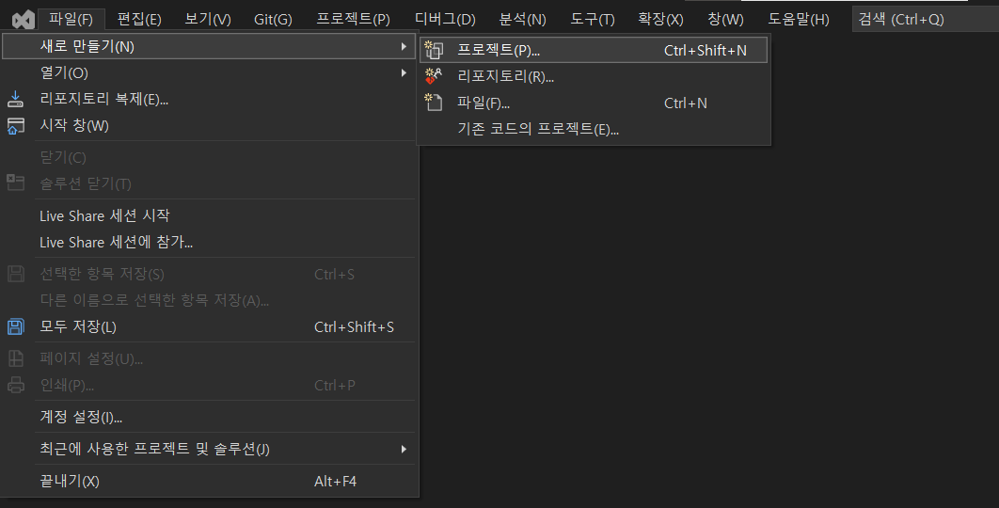 파일(F) 편집(E) 보기(V) Git(G) 프로젝트(P) 디버그(D) 분석(N) 도구(T) 확장(X) 창(W) 도움말(H) 검색 (Ctrl+Q)
새로 만들기(N)
열기(O)
리포지토리 복제(E)...
시작 창(W)
닫기(C)
솔루션 닫기(T)
Live Share 세션 시작
Live Share 세션에 참가...
선택한 항목 저장(S) Ctrl+S
다른 이름으로 선택한 항목 저장(A)...
모두 저장(L) Ctrl+Shift+S
페이지 설정(U)...
인쇄(P)... Ctrl+P
계정 설정(I)...
최근에 사용한 프로젝트 및 솔루션(J)
끝내기(X) Alt+F4
프로젝트(P)... Ctrl+Shift+N
리포지토리(R)...
파일(F)... Ctrl+N
기존 코드의 프로젝트(E)...